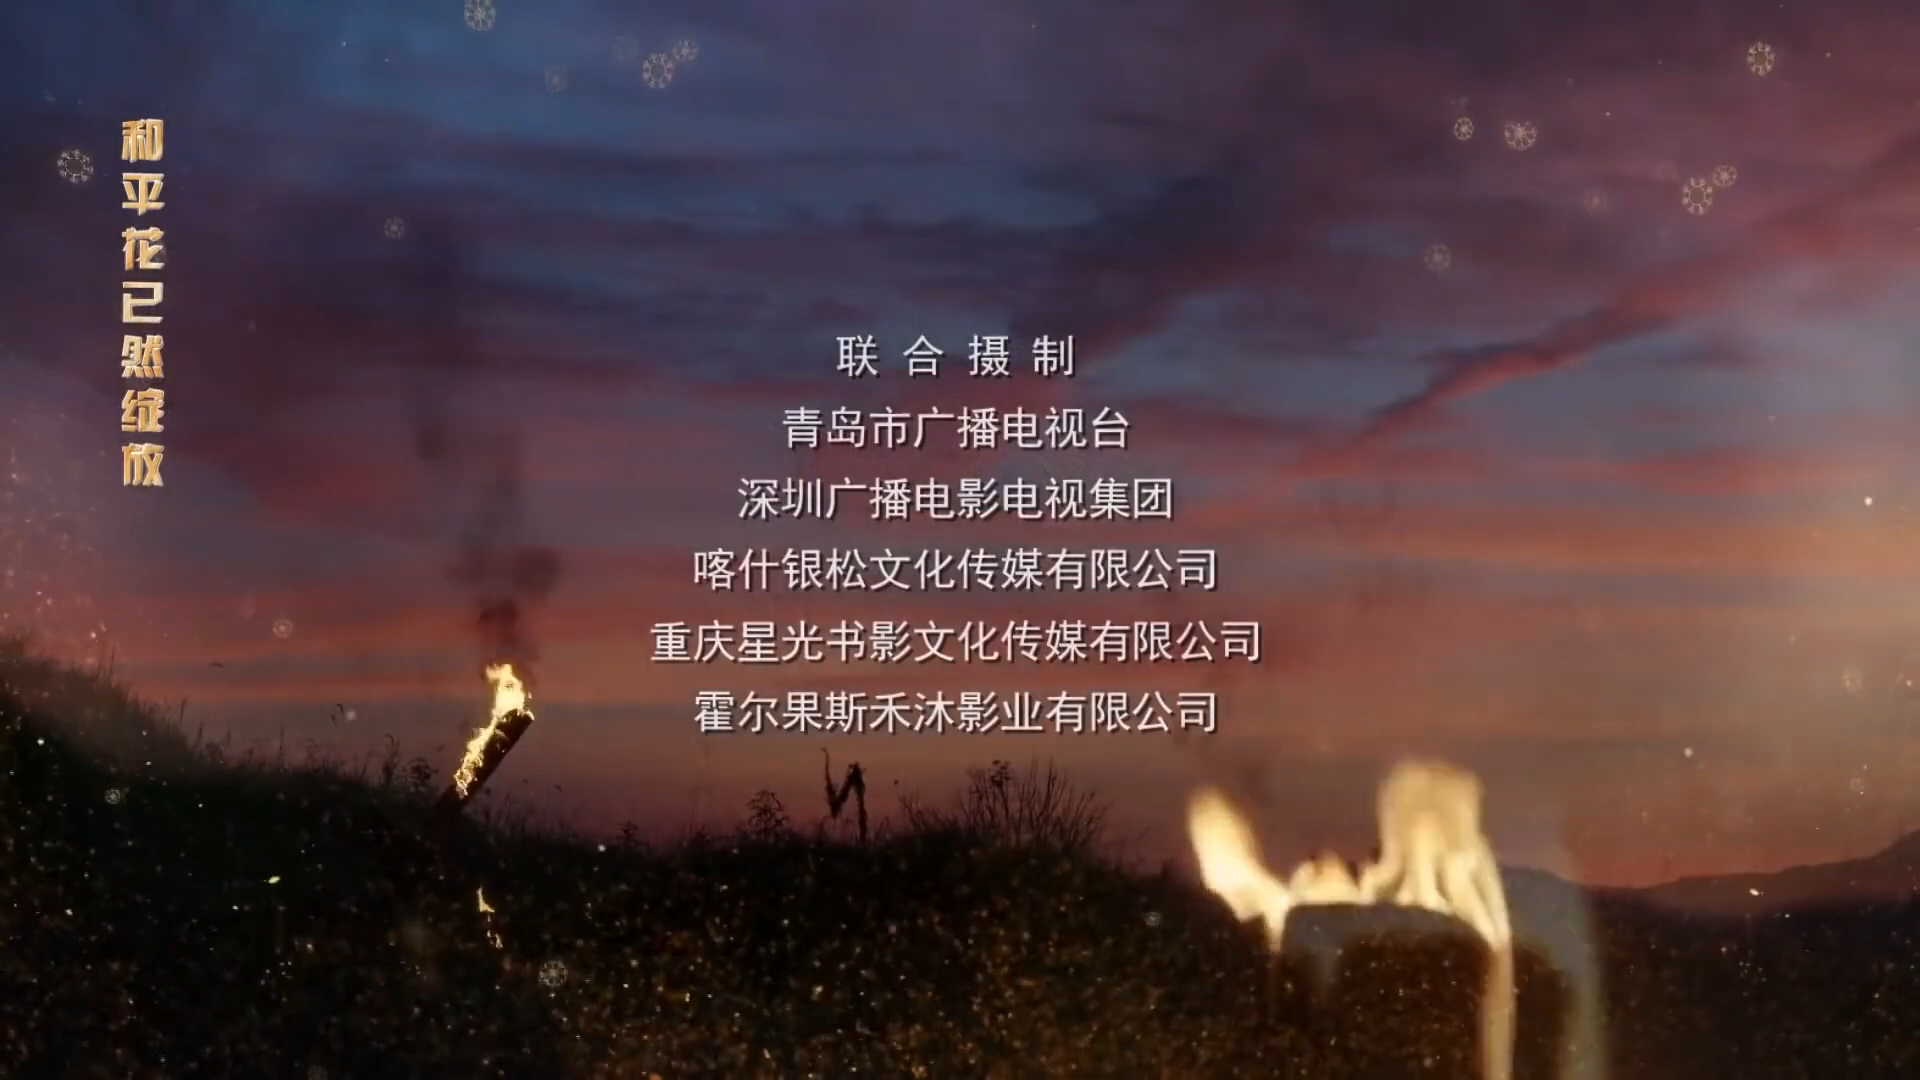 和平花已然绽放
联合摄制
青岛市广播电视台
深圳广播电影电视集团
喀什银松文化传媒有限公司
重庆星光书影文化传媒有限公司
霍尔果斯禾沐影业有限公司